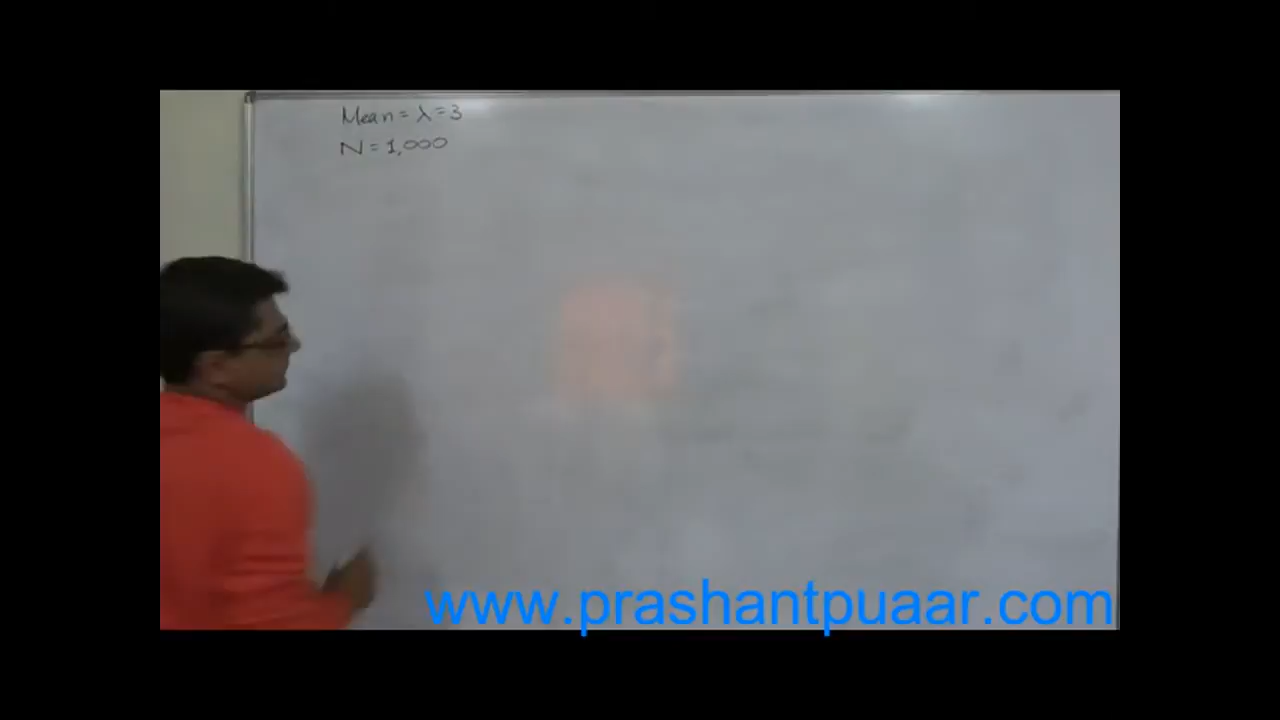 Mean = λ = 3
N = 1,000
www.prashantpuaar.com